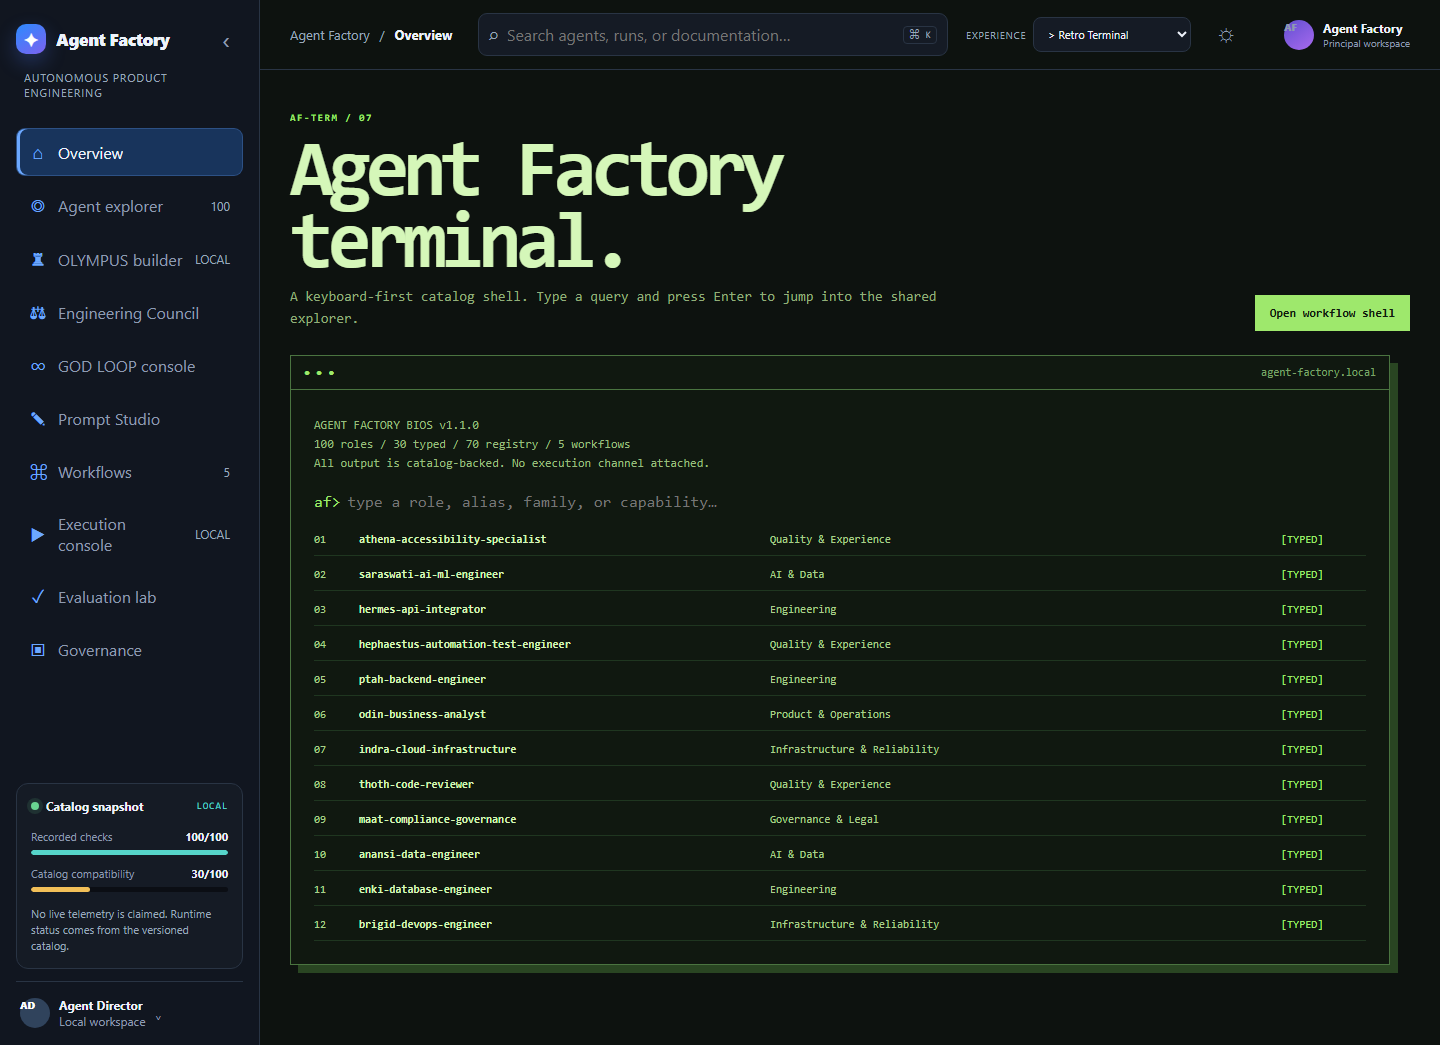 Agent Factory
AUTONOMOUS PRODUCT
ENGINEERING
Overview
Agent explorer 100
OLYMPUS builder LOCAL
Engineering Council
GOD LOOP console
Prompt Studio
Workflows 5
Execution
console LOCAL
Evaluation lab
Governance
Catalog snapshot LOCAL
Recorded checks 100/100
Catalog compatibility 30/100
No live telemetry is claimed. Runtime
status comes from the versioned
catalog.
AD Agent Director
Local workspace
Agent Factory / Overview
Search agents, runs, or documentation...
⌘ K
EXPERIENCE
> Retro Terminal
AF
Agent Factory
Principal workspace
AF-TERM / 07
Agent Factory
terminal.
A keyboard-first catalog shell. Type a query and press Enter to jump into the shared
explorer.
Open workflow shell
agent-factory.local
AGENT FACTORY BIOS v1.1.0
100 roles / 30 typed / 70 registry / 5 workflows
All output is catalog-backed. No execution channel attached.
af> type a role, alias, family, or capability…
01 athena-accessibility-specialist Quality & Experience [TYPED]
02 saraswati-ai-ml-engineer AI & Data [TYPED]
03 hermes-api-integrator Engineering [TYPED]
04 hephaestus-automation-test-engineer Quality & Experience [TYPED]
05 ptah-backend-engineer Engineering [TYPED]
06 odin-business-analyst Product & Operations [TYPED]
07 indra-cloud-infrastructure Infrastructure & Reliability [TYPED]
08 thoth-code-reviewer Quality & Experience [TYPED]
09 maat-compliance-governance Governance & Legal [TYPED]
10 anansi-data-engineer AI & Data [TYPED]
11 enki-database-engineer Engineering [TYPED]
12 brigid-devops-engineer Infrastructure & Reliability [TYPED]